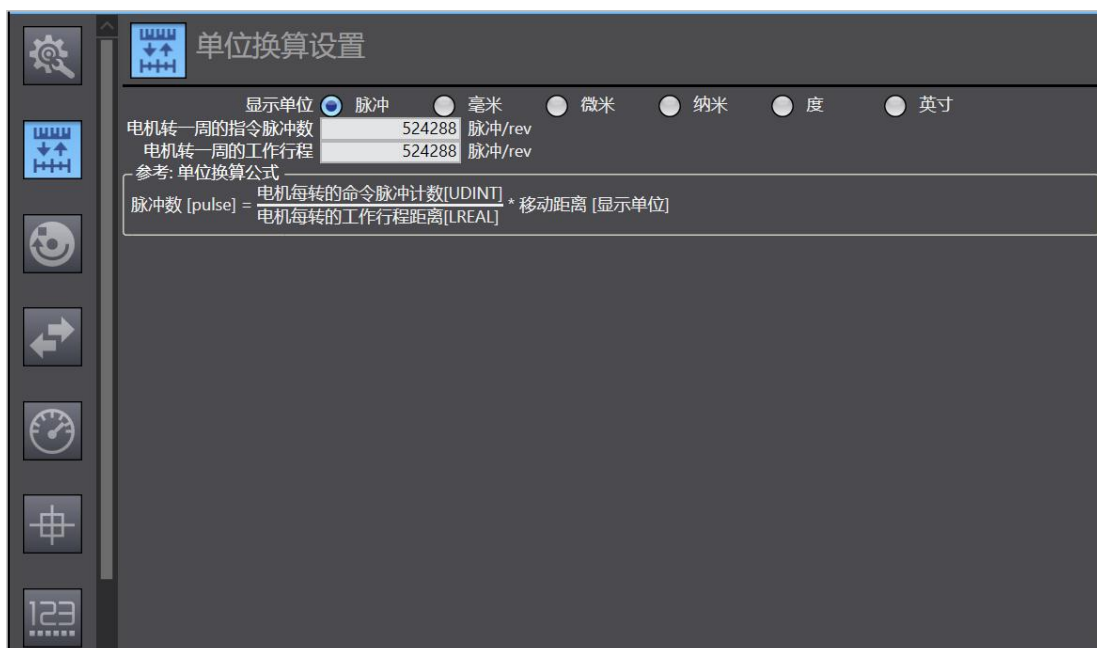 单位换算设置
显示单位 脉冲 毫米 微米 纳米 度 英寸
电机转一周的指令脉冲数 524288 脉冲/rev
电机转一周的工作行程 524288 脉冲/rev
参考: 单位换算公式
脉冲数 [pulse] = 电机每转的命令脉冲计数[UDINT] * 移动距离 [显示单位]
电机每转的工作行程距离[LREAL]
123